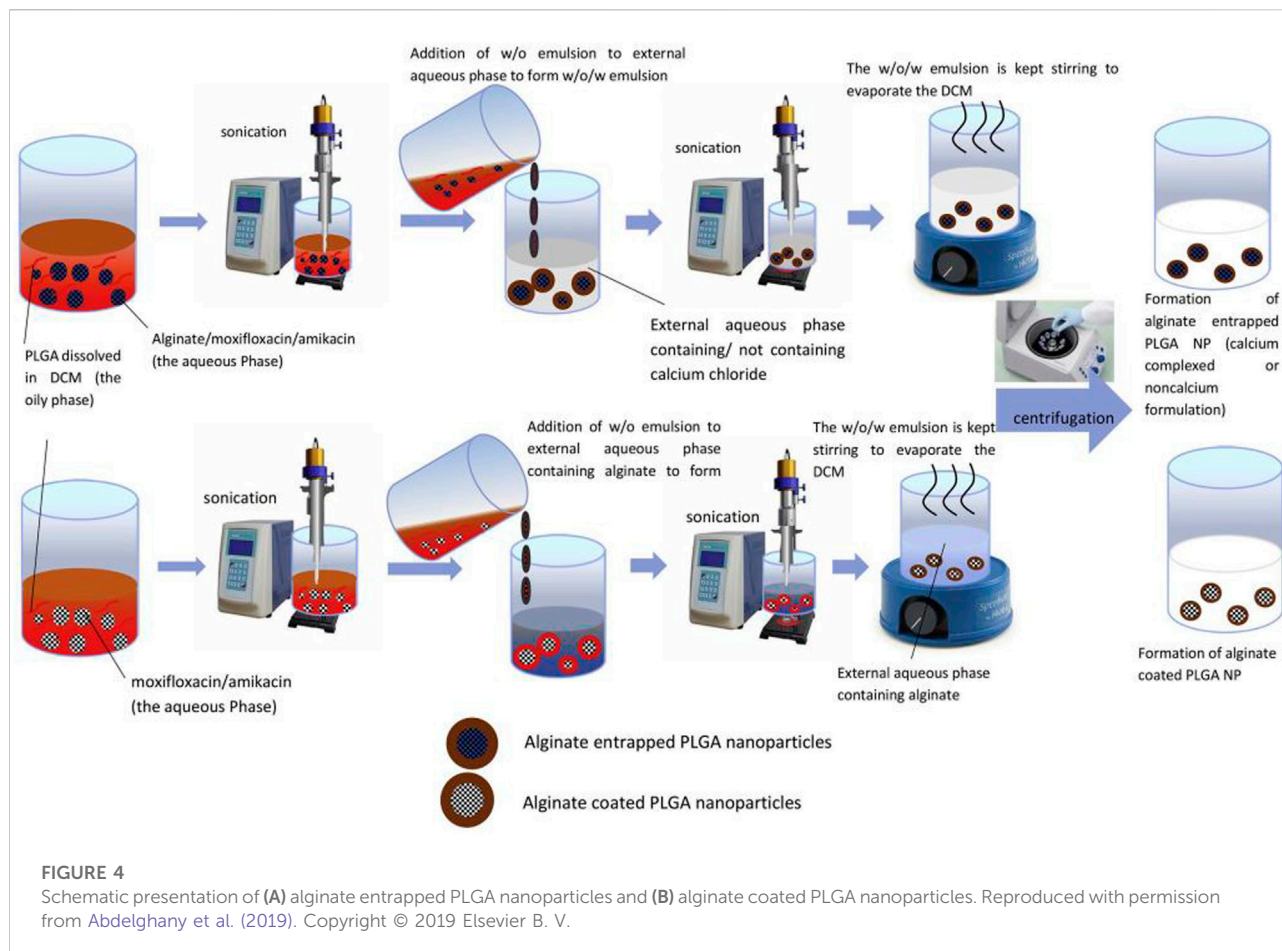 Addition of w/o emulsion to external
aqueous phase to form w/o/w emulsion
The w/o/w emulsion is kept stirring to
evaporate the DCM
sonication
sonication
PLGA dissolved
in DCM (the
oily phase)
Alginate/moxifloxacin/amikacin
(the aqueous Phase)
External aqueous phase
containing/ not containing
calcium chloride
centrifugation
Formation of
alginate entrapped
PLGA NP (calcium
complexed or
noncalcium
formulation)
Addition of w/o emulsion to
external aqueous phase
containing alginate to form
The w/o/w emulsion is kept
stirring to evaporate the
DCM
sonication
sonication
moxifloxacin/amikacin
(the aqueous Phase)
External aqueous phase
containing alginate
Formation of alginate
coated PLGA NP
Alginate entrapped PLGA nanoparticles
Alginate coated PLGA nanoparticles
FIGURE 4
Schematic presentation of (A) alginate entrapped PLGA nanoparticles and (B) alginate coated PLGA nanoparticles. Reproduced with permission
from Abdelghany et al. (2019). Copyright © 2019 Elsevier B. V.